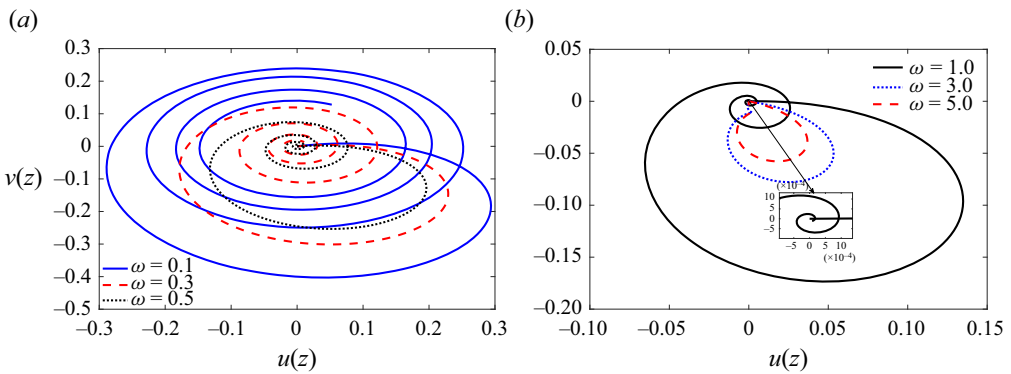 (a)
0.3
0.2
0.1
0
–0.1
–0.2
–0.3
–0.4
–0.5
v(z)
ω = 0.1
ω = 0.3
ω = 0.5
–0.3 –0.2 –0.1 0 0.1 0.2 0.3
u(z)
(b)
0.05
0
–0.05
–0.10
–0.15
–0.20
ω = 1.0
ω = 3.0
ω = 5.0
(×10⁻⁴)
10
5
0
–5
–5 0 5 10
(×10⁻⁴)
–0.10 –0.05 0 0.05 0.10 0.15
u(z)